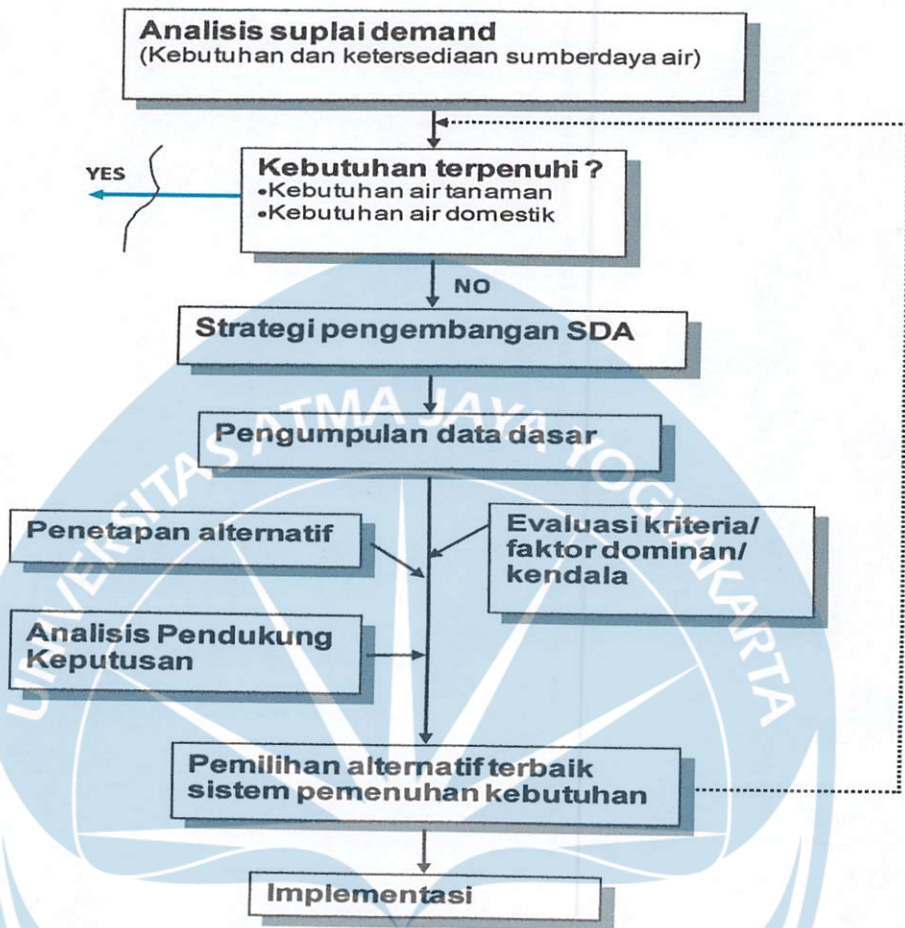 Analisis suplai demand
(Kebutuhan dan ketersediaan sumberdaya air)
Kebutuhan terpenuhi ?
•Kebutuhan air tanaman
•Kebutuhan air domestik
YES
NO
Strategi pengembangan SDA
Pengumpulan data dasar
Penetapan alternatif
Evaluasi kriteria/
faktor dominan/
kendala
Analisis Pendukung
Keputusan
Pemilihan alternatif terbaik
sistem pemenuhan kebutuhan
Implementasi
UNIVERSITAS ATMA JAYA YOGYAKARTA